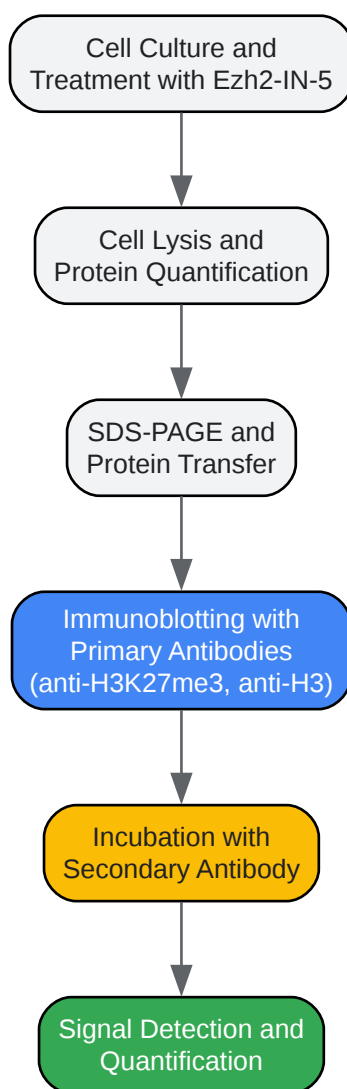 Cell Culture and
Treatment with Ezh2-IN-5
Cell Lysis and
Protein Quantification
SDS-PAGE and
Protein Transfer
Immunoblotting with
Primary Antibodies
(anti-H3K27me3, anti-H3)
Incubation with
Secondary Antibody
Signal Detection and
Quantification